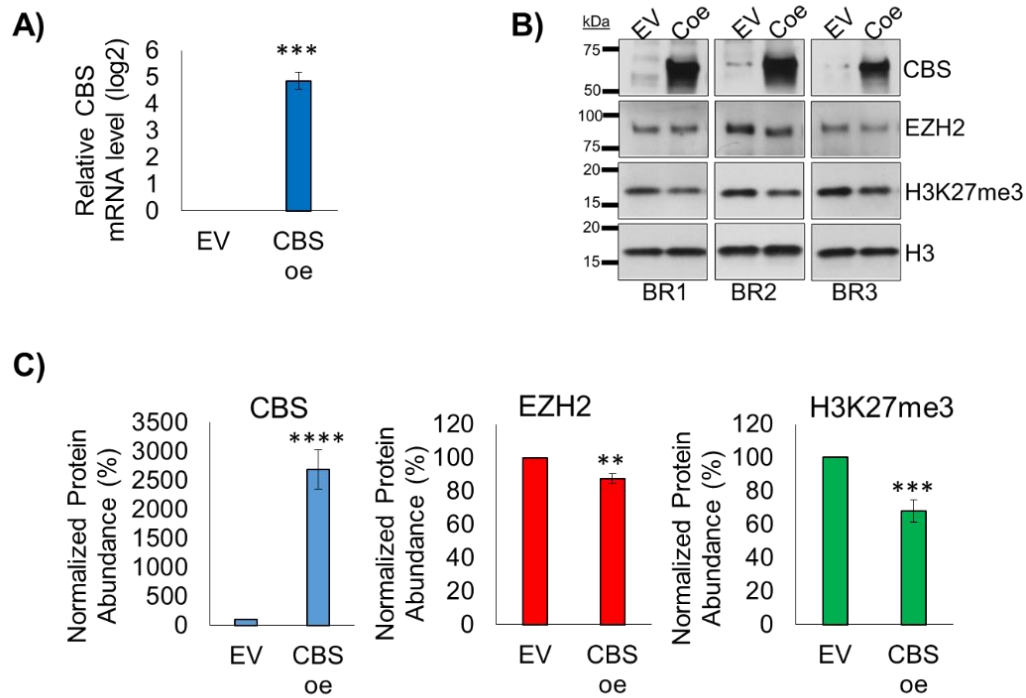 A)
Relative CBS
mRNA level (log2)
6
5
4
3
2
1
0
***
EV
CBS
oe
B)
kDa
EV
Coe
EV
Coe
EV
Coe
75
50
CBS
100
75
EZH2
20
15
H3K27me3
20
15
H3
BR1
BR2
BR3
C)
CBS
Normalized Protein
Abundance (%)
3500
3000
2500
2000
1500
1000
500
0
****
EV
CBS
oe
EZH2
Normalized Protein
Abundance (%)
120
100
80
60
40
20
0
**
EV
CBS
oe
H3K27me3
Normalized Protein
Abundance (%)
120
100
80
60
40
20
0
***
EV
CBS
oe